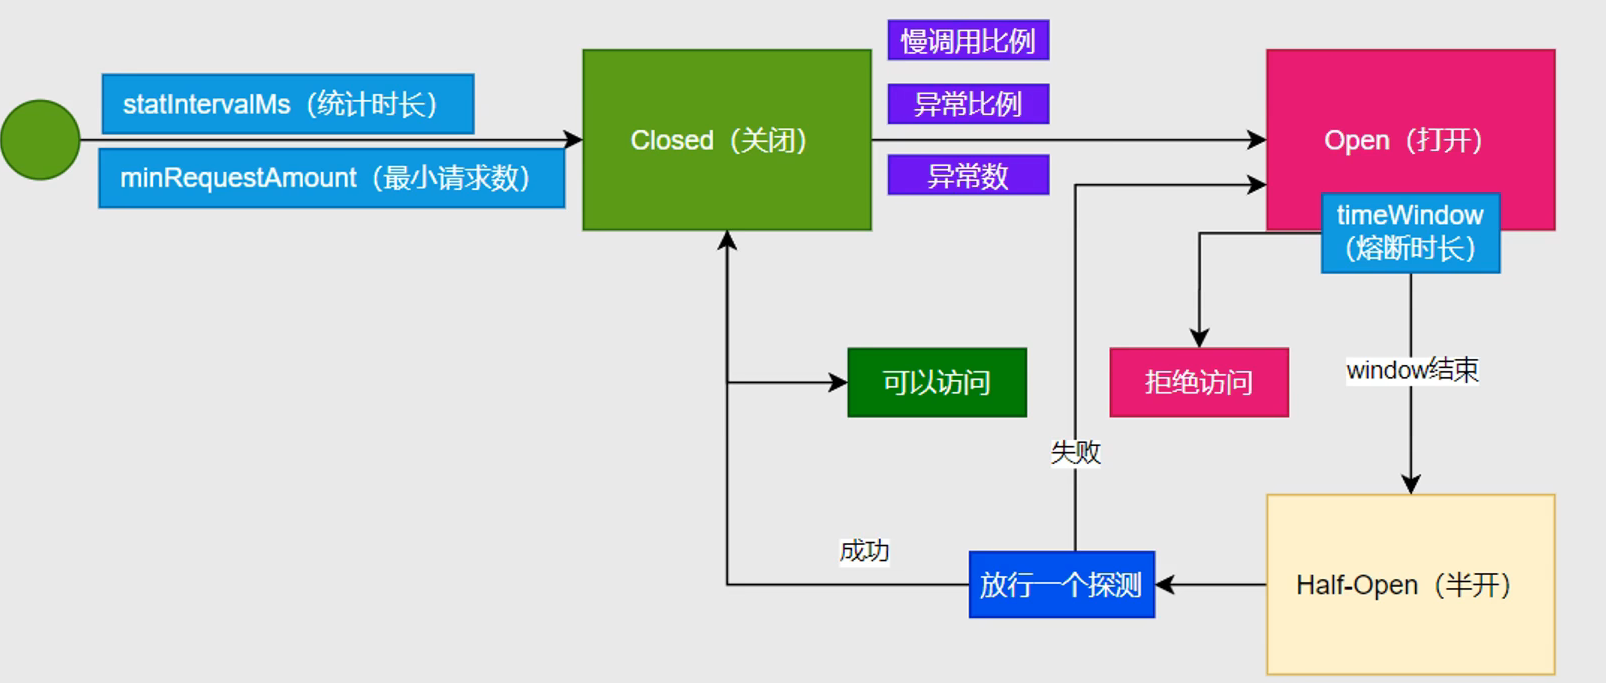 慢调用比例
statIntervalMs（统计时长）
异常比例
Closed（关闭）
Open（打开）
minRequestAmount（最小请求数）
异常数
timeWindow
（熔断时长）
可以访问
拒绝访问
window结束
失败
成功
放行一个探测
Half-Open（半开）